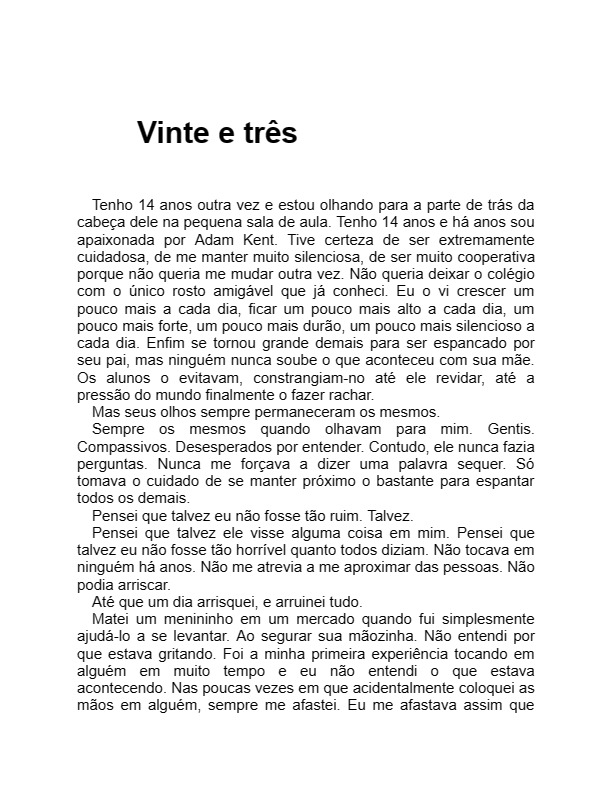 Vinte e três
Tenho 14 anos outra vez e estou olhando para a parte de trás da
cabeça dele na pequena sala de aula. Tenho 14 anos e há anos sou
apaixonada por Adam Kent. Tive certeza de ser extremamente
cuidadosa, de me manter muito silenciosa, de ser muito cooperativa
porque não queria me mudar outra vez. Não queria deixar o colégio
com o único rosto amigável que já conheci. Eu o vi crescer um
pouco mais a cada dia, ficar um pouco mais alto a cada dia, um
pouco mais forte, um pouco mais durão, um pouco mais silencioso a
cada dia. Enfim se tornou grande demais para ser espancado por
seu pai, mas ninguém nunca soube o que aconteceu com sua mãe.
Os alunos o evitavam, constrangiam-no até ele revidar, até a
pressão do mundo finalmente o fazer rachar.
Mas seus olhos sempre permaneceram os mesmos.
Sempre os mesmos quando olhavam para mim. Gentis.
Compassivos. Desesperados por entender. Contudo, ele nunca fazia
perguntas. Nunca me forçava a dizer uma palavra sequer. Só
tomava o cuidado de se manter próximo o bastante para espantar
todos os demais.
Pensei que talvez eu não fosse tão ruim. Talvez.
Pensei que talvez ele visse alguma coisa em mim. Pensei que
talvez eu não fosse tão horrível quanto todos diziam. Não tocava em
ninguém há anos. Não me atrevia a me aproximar das pessoas. Não
podia arriscar.
Até que um dia arrisquei, e arruinei tudo.
Matei um menininho em um mercado quando fui simplesmente
ajudá-lo a se levantar. Ao segurar sua mãozinha. Não entendi por
que estava gritando. Foi a minha primeira experiência tocando em
alguém em muito tempo e eu não entendi o que estava
acontecendo. Nas poucas vezes em que acidentalmente coloquei as
mãos em alguém, sempre me afastei. Eu me afastava assim que